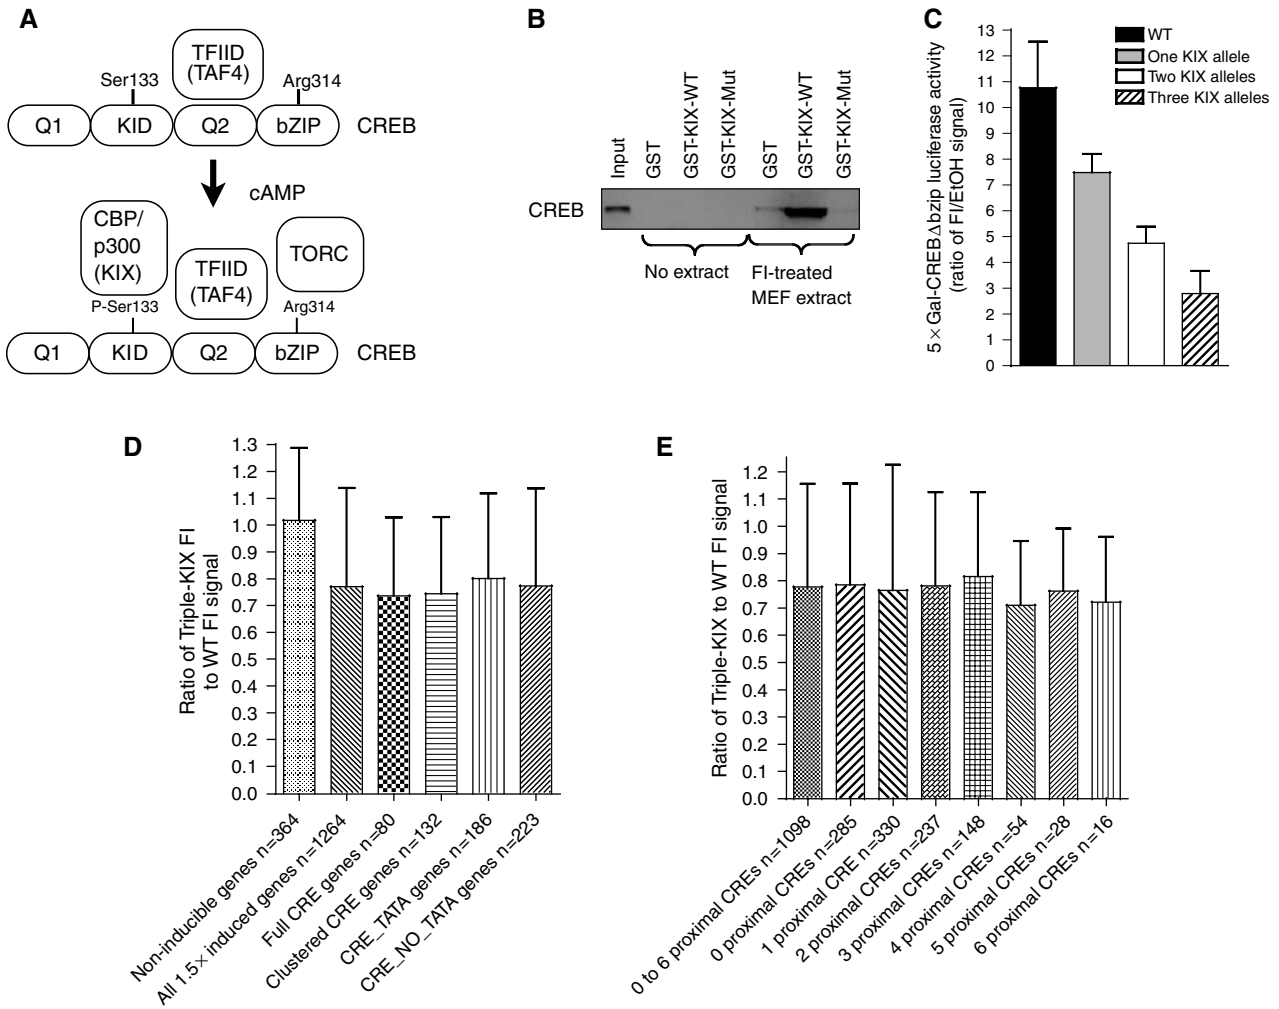 A
TFIID
(TAF4)
Ser133
Arg314
Q1
KID
Q2
bZIP
CREB
cAMP
CBP/
p300
(KIX)
TFIID
(TAF4)
TORC
P-Ser133
Arg314
Q1
KID
Q2
bZIP
CREB
B
Input
GST
GST-KIX-WT
GST-KIX-Mut
GST
GST-KIX-WT
GST-KIX-Mut
CREB
No extract
FI-treated
MEF extract
C
5 × Gal-CREBΔbzip luciferase activity
(ratio of FI/EtOH signal)
13
12
11
10
9
8
7
6
5
4
3
2
1
0
WT
One KIX allele
Two KIX alleles
Three KIX alleles
D
Ratio of Triple-KIX FI
to WT FI signal
1.3
1.2
1.1
1.0
0.9
0.8
0.7
0.6
0.5
0.4
0.3
0.2
0.1
0.0
Non-inducible genes n=364
All 1.5× induced genes n=1264
Full CRE genes n=80
Clustered CRE genes n=132
CRE_TATA genes n=186
CRE_NO_TATA genes n=223
E
Ratio of Triple-KIX to WT FI signal
1.2
1.1
1.0
0.9
0.8
0.7
0.6
0.5
0.4
0.3
0.2
0.1
0.0
0 to 6 proximal CREs n=1098
0 proximal CREs n=285
1 proximal CRE n=330
2 proximal CREs n=237
3 proximal CREs n=148
4 proximal CREs n=54
5 proximal CREs n=28
6 proximal CREs n=16